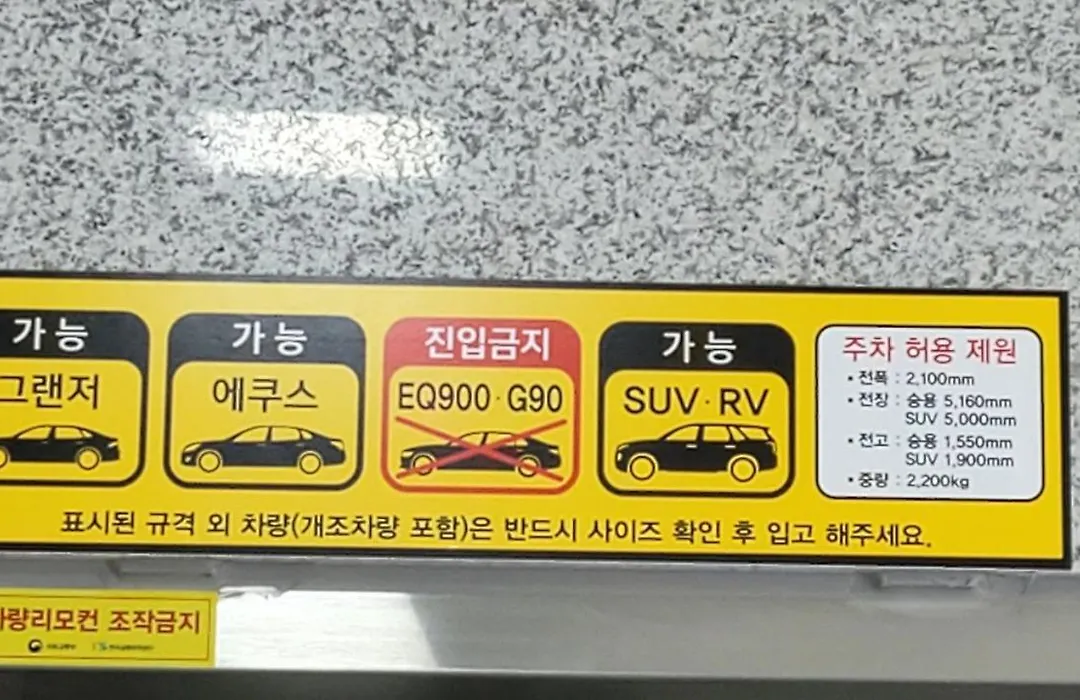 가능
그랜저
가능
에쿠스
진입금지
EQ900·G90
가능
SUV·RV
주차 허용 제원
• 전폭 : 2,100mm
• 전장 : 승용 5,160mm
SUV 5,000mm
• 전고 : 승용 1,550mm
SUV 1,900mm
• 중량 : 2,200kg
표시된 규격 외 차량(개조차량 포함)은 반드시 사이즈 확인 후 입고 해주세요.
차량리모컨 조작금지